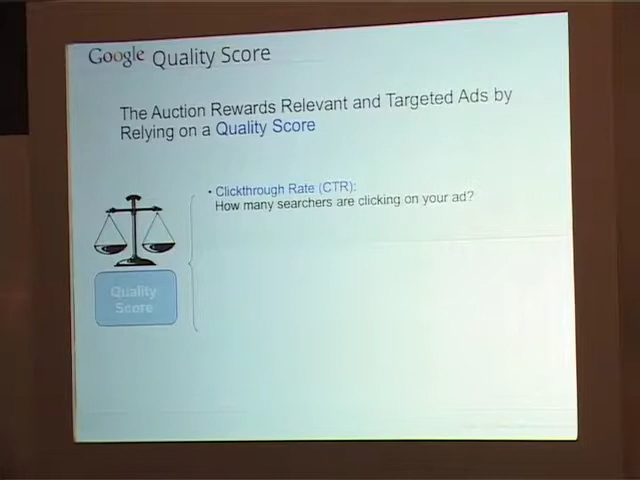 Google Quality Score
The Auction Rewards Relevant and Targeted Ads by
Relying on a Quality Score
• Clickthrough Rate (CTR):
How many searchers are clicking on your ad?
Quality
Score